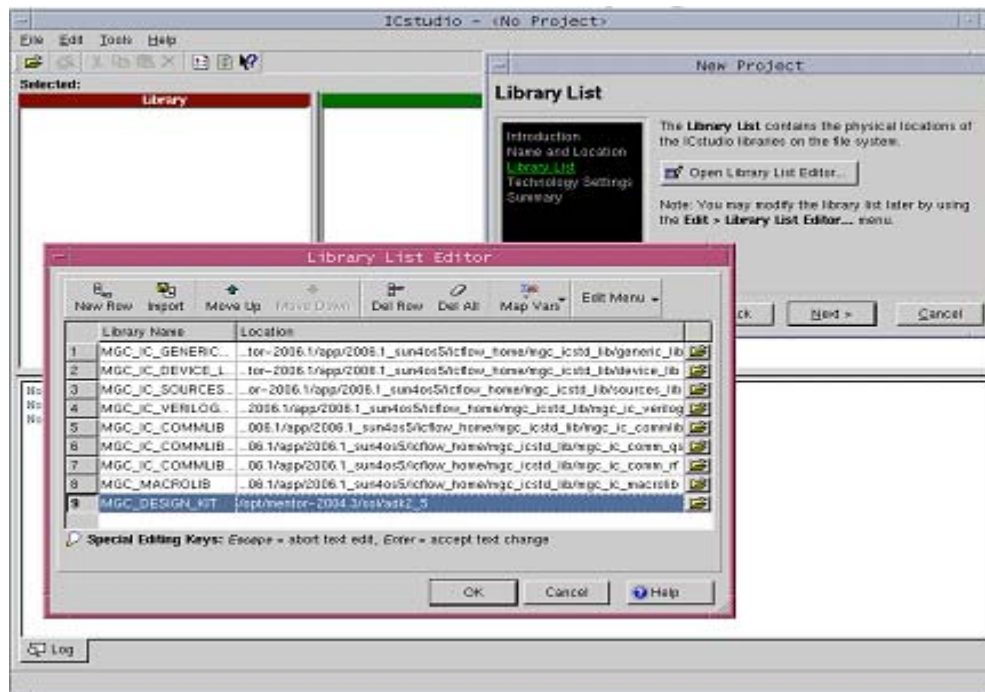 ICstudio - <No Project>
File Edit Tools Help
Selected:
Library
New Project
Library List
Introduction
Name and Location
Library List
Technology Settings
Summary
The Library List contains the physical locations of
the ICstudio libraries on the file system.
Open Library List Editor...
Note: You may modify the library list later by using
the Edit > Library List Editor... menu.
Next > Cancel
Library List Editor
New Row Import Move Up Move Down Del Row Del All Map Vars Edit Menu
Library Name Location
1 MGC_IC_GENERIC... ...tor-2006.1/app/2006.1_sun4os5/icflow_home/mgc_icstd_lib/generic_lib
2 MGC_IC_DEVICE_L... ...tor-2006.1/app/2006.1_sun4os5/icflow_home/mgc_icstd_lib/device_lib
3 MGC_IC_SOURCES... ...or-2006.1/app/2006.1_sun4os5/icflow_home/mgc_icstd_lib/sources_lib
4 MGC_IC_VERILOG... ...2006.1/app/2006.1_sun4os5/icflow_home/mgc_icstd_lib/mgc_ic_verilog
5 MGC_IC_COMMLIB... ...006.1/app/2006.1_sun4os5/icflow_home/mgc_icstd_lib/mgc_ic_commlib
6 MGC_IC_COMMLIB... ...06.1/app/2006.1_sun4os5/icflow_home/mgc_icstd_lib/mgc_ic_comm_qs
7 MGC_IC_COMMLIB... ...06.1/app/2006.1_sun4os5/icflow_home/mgc_icstd_lib/mgc_ic_comm_rf
8 MGC_MACROLIB ...06.1/app/2006.1_sun4os5/icflow_home/mgc_icstd_lib/mgc_ic_macrolib
9 MGC_DESIGN_KIT /opt/mentor-2004.3/sol/adk2_5
Special Editing Keys: Escape = abort text edit, Enter = accept text change
OK Cancel Help
Log